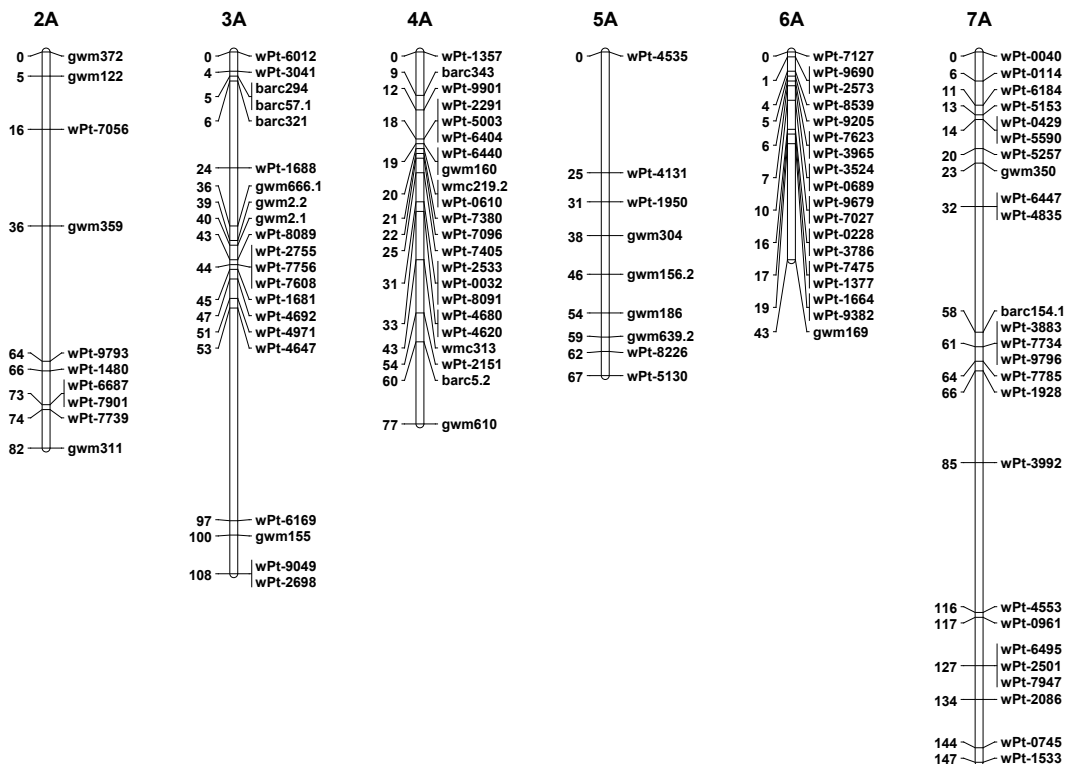 2A
0 gwm372
5 gwm122
16 wPt-7056
36 gwm359
64 wPt-9793
66 wPt-1480
73 wPt-6687
wPt-7901
74 wPt-7739
82 gwm311
3A
0 wPt-6012
4 wPt-3041
5 barc294
barc57.1
6 barc321
24 wPt-1688
36 gwm666.1
39 gwm2.2
40 gwm2.1
43 wPt-8089
wPt-2755
44 wPt-7756
wPt-7608
45 wPt-1681
47 wPt-4692
51 wPt-4971
53 wPt-4647
97 wPt-6169
100 gwm155
108 wPt-9049
wPt-2698
4A
0 wPt-1357
9 barc343
12 wPt-9901
wPt-2291
18 wPt-5003
wPt-6404
19 wPt-6440
gwm160
20 wmc219.2
wPt-0610
21 wPt-7380
22 wPt-7096
25 wPt-7405
wPt-2533
31 wPt-0032
wPt-8091
33 wPt-4680
wPt-4620
43 wmc313
54 wPt-2151
60 barc5.2
77 gwm610
5A
0 wPt-4535
25 wPt-4131
31 wPt-1950
38 gwm304
46 gwm156.2
54 gwm186
59 gwm639.2
62 wPt-8226
67 wPt-5130
6A
0 wPt-7127
1 wPt-9690
wPt-2573
4 wPt-8539
5 wPt-9205
6 wPt-7623
wPt-3965
7 wPt-3524
wPt-0689
10 wPt-9679
wPt-7027
16 wPt-0228
wPt-3786
17 wPt-7475
wPt-1377
19 wPt-1664
wPt-9382
43 gwm169
7A
0 wPt-0040
6 wPt-0114
11 wPt-6184
13 wPt-5153
14 wPt-0429
wPt-5590
20 wPt-5257
23 gwm350
32 wPt-6447
wPt-4835
58 barc154.1
wPt-3883
61 wPt-7734
wPt-9796
64 wPt-7785
66 wPt-1928
85 wPt-3992
116 wPt-4553
117 wPt-0961
wPt-6495
127 wPt-2501
wPt-7947
134 wPt-2086
144 wPt-0745
147 wPt-1533